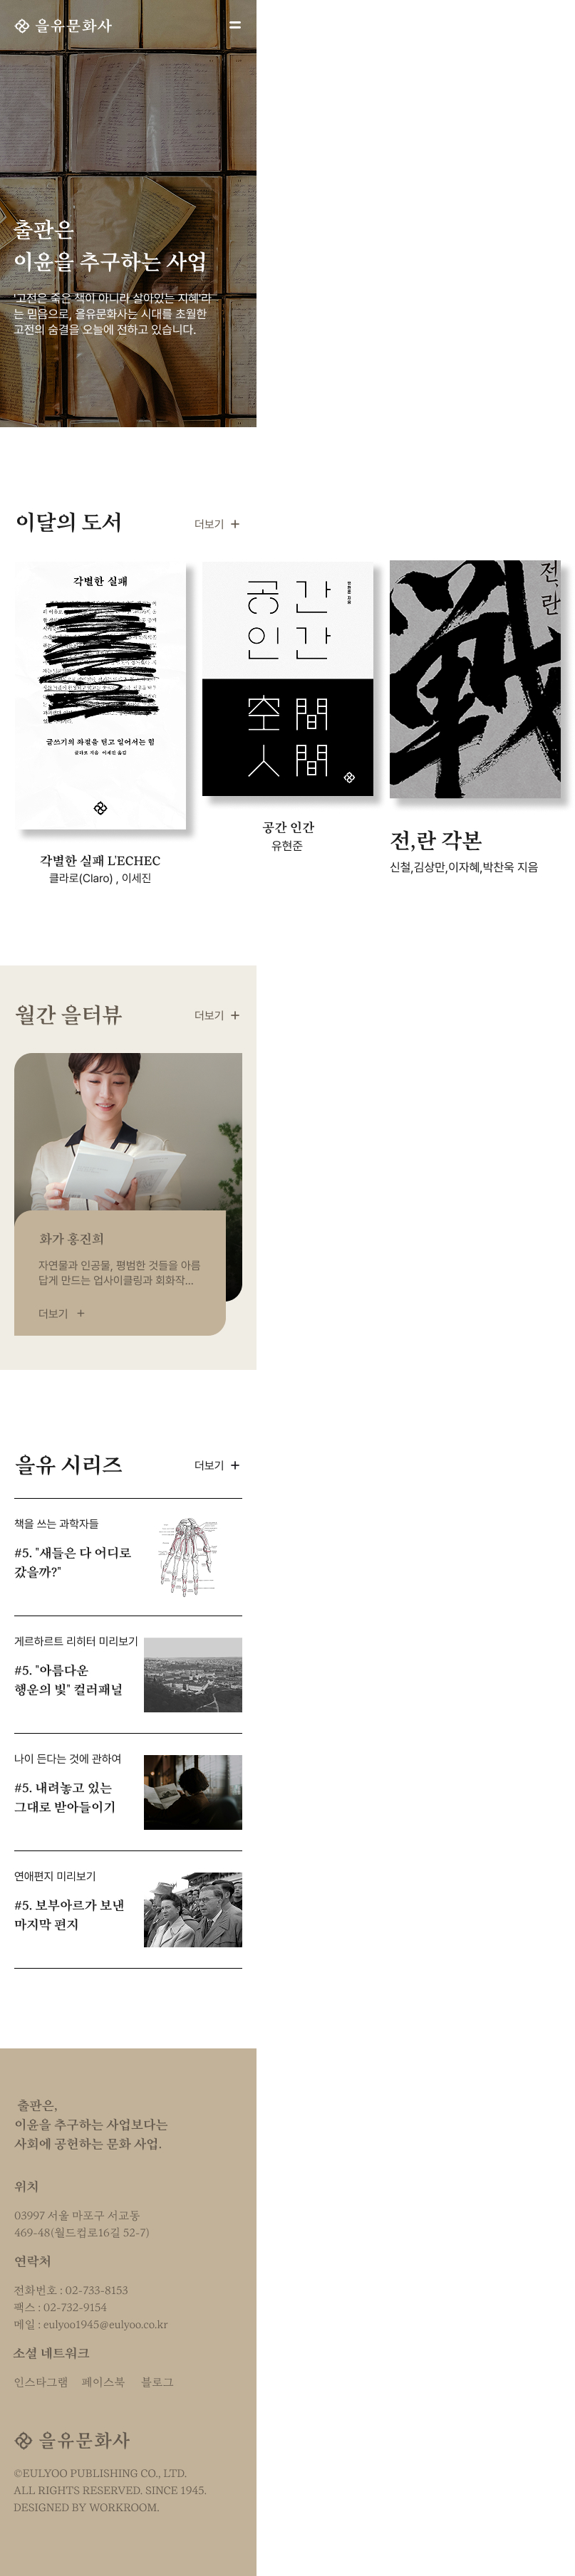 을유문화사
출판은
이윤을 추구하는 사업
'고전은 죽은 책이 아니라 살아있는 지혜'라
는 믿음으로, 을유문화사는 시대를 초월한
고전의 숨결을 오늘에 전하고 있습니다.
이달의 도서
더보기 +
각별한 실패
글쓰기의 좌절을 딛고 일어서는 힘
클라로 지음 이세진 옮김
각별한 실패 L'ECHEC
클라로(Claro) , 이세진
공간
인간
유현준 지음
空間
人間
공간 인간
유현준
전,란
戰
전,란 각본
신철,김상만,이자혜,박찬욱 지음
월간 을터뷰
더보기 +
화가 홍진희
자연물과 인공물, 평범한 것들을 아름
답게 만드는 업사이클링과 회화작...
더보기 +
을유 시리즈
더보기 +
책을 쓰는 과학자들
#5. "새들은 다 어디로
갔을까?"
게르하르트 리히터 미리보기
#5. "아름다운
행운의 빛" 컬러패널
나이 든다는 것에 관하여
#5. 내려놓고 있는
그대로 받아들이기
연애편지 미리보기
#5. 보부아르가 보낸
마지막 편지
출판은,
이윤을 추구하는 사업보다는
사회에 공헌하는 문화 사업.
위치
03997 서울 마포구 서교동
469-48(월드컵로16길 52-7)
연락처
전화번호 : 02-733-8153
팩스 : 02-732-9154
메일 : eulyoo1945@eulyoo.co.kr
소셜 네트워크
인스타그램 페이스북 블로그
을유문화사
©EULYOO PUBLISHING CO., LTD.
ALL RIGHTS RESERVED. SINCE 1945.
DESIGNED BY WORKROOM.